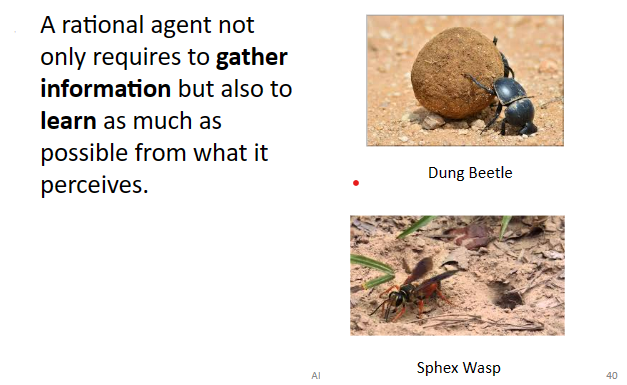 A rational agent not
only requires to gather
information but also to
learn as much as
possible from what it
perceives.
Dung Beetle
Sphex Wasp
AI
40